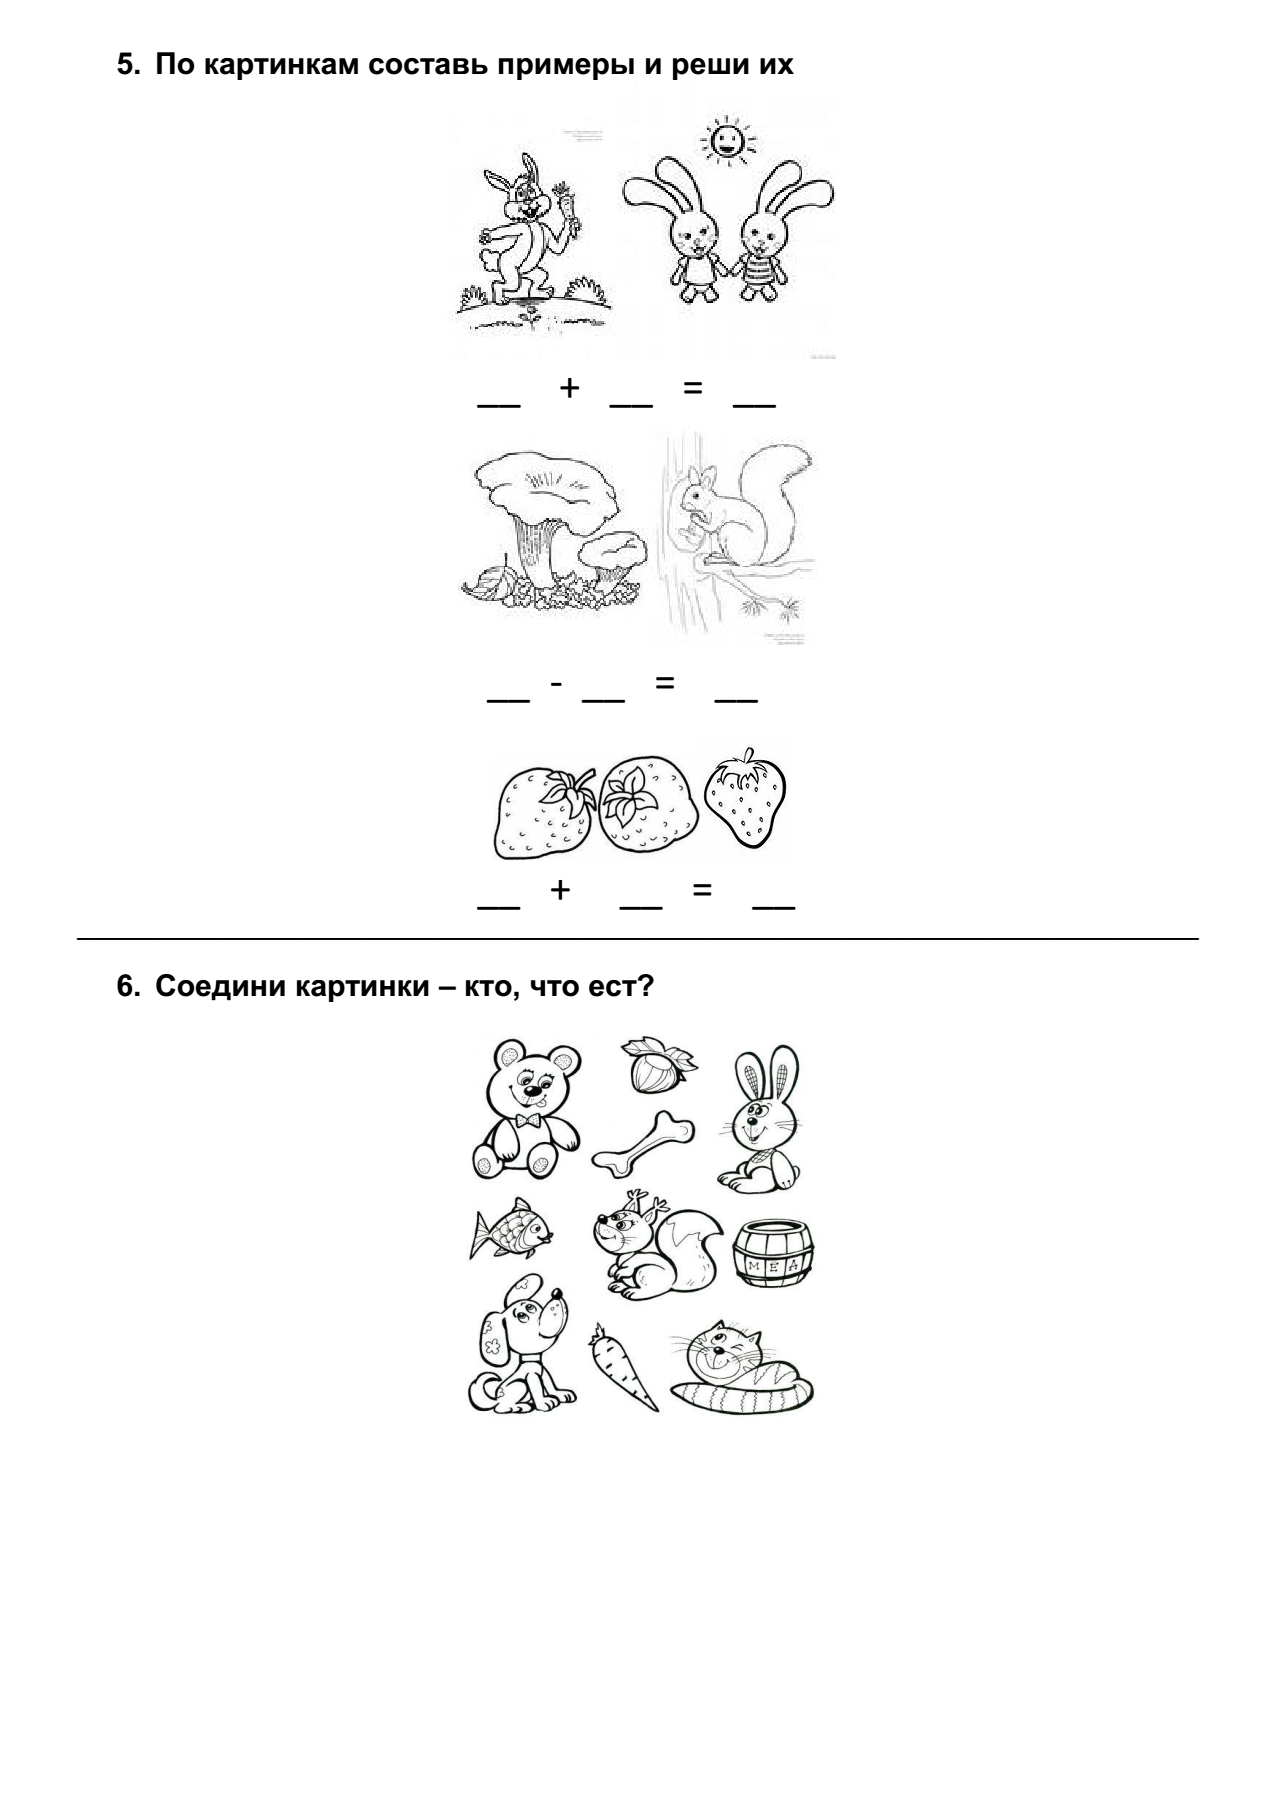 5. По картинкам составь примеры и реши их
__ + __ = __
__ - __ = __
__ + __ = __
6. Соедини картинки – кто, что ест?
МЕД